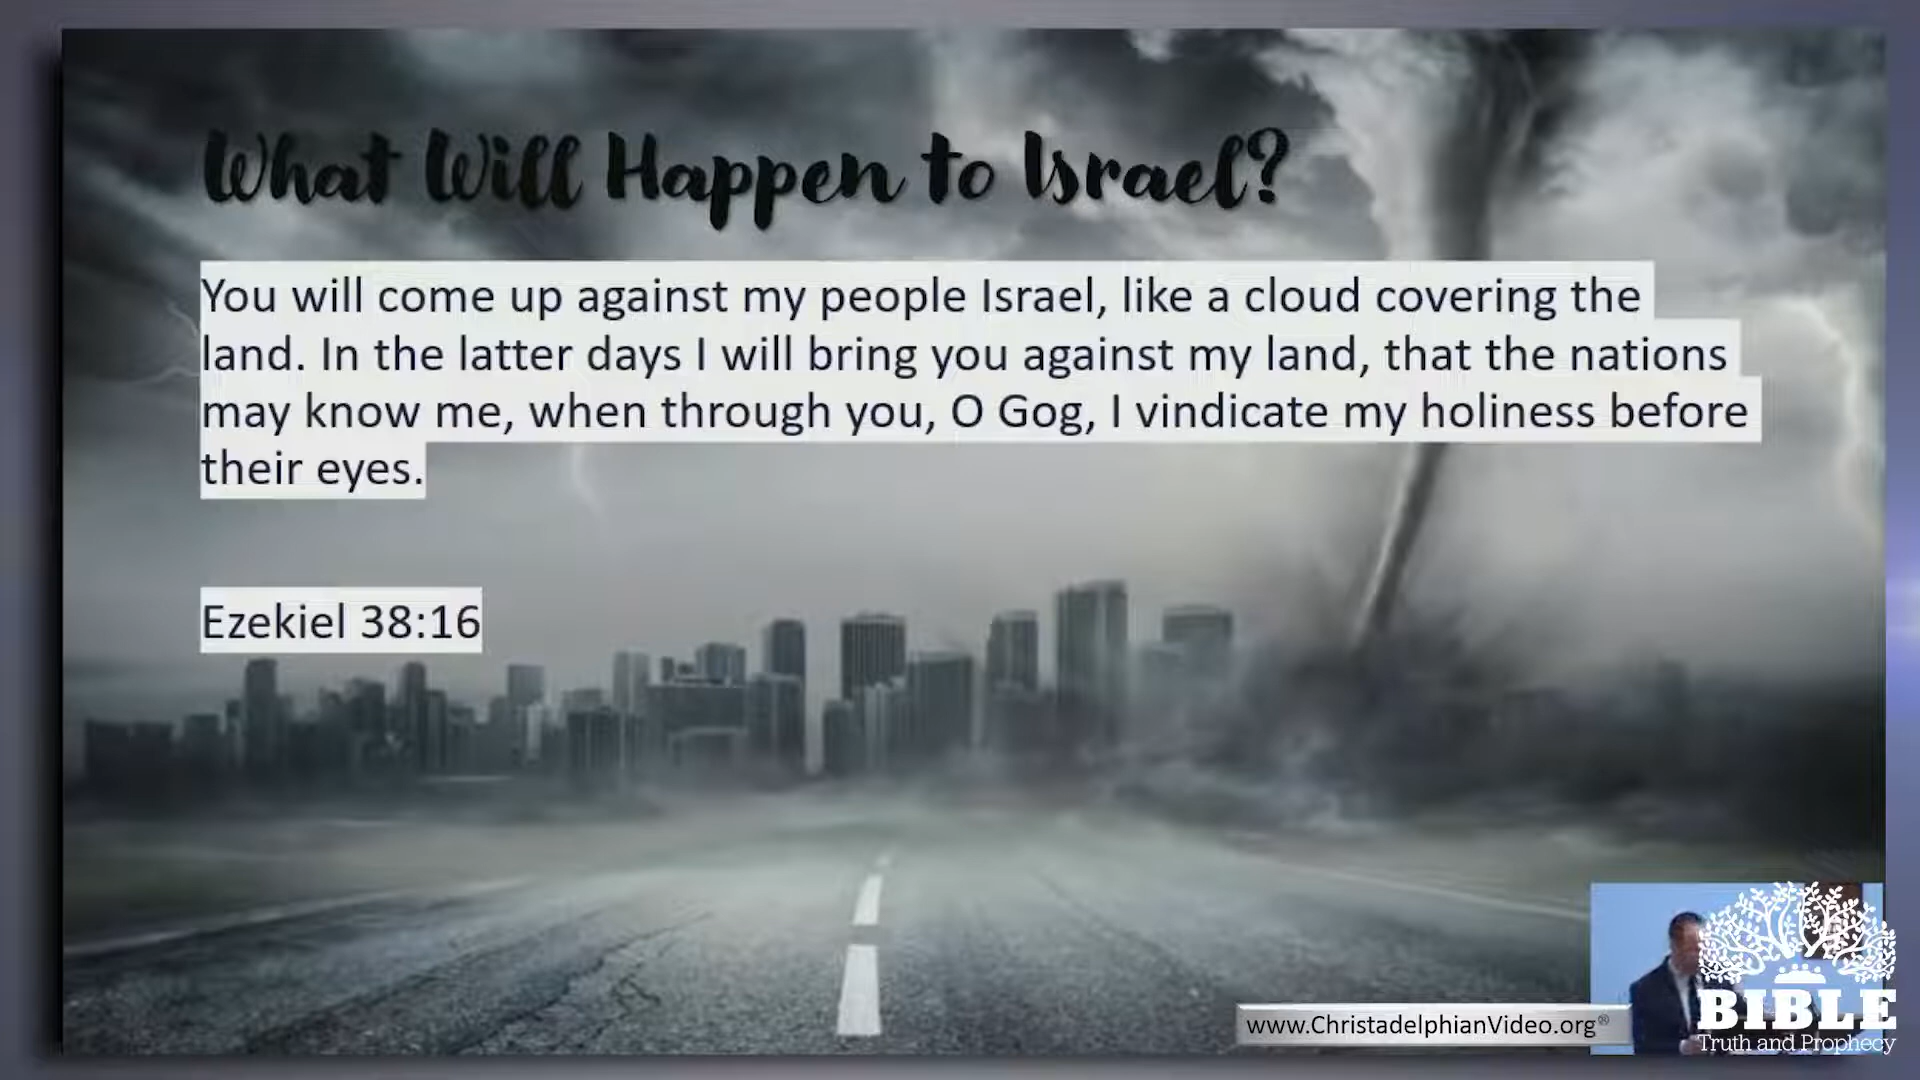 What Will Happen to Israel?
You will come up against my people Israel, like a cloud covering the
land. In the latter days I will bring you against my land, that the nations
may know me, when through you, O Gog, I vindicate my holiness before
their eyes.
Ezekiel 38:16
www.ChristadelphianVideo.org®
BIBLE
Truth and Prophecy